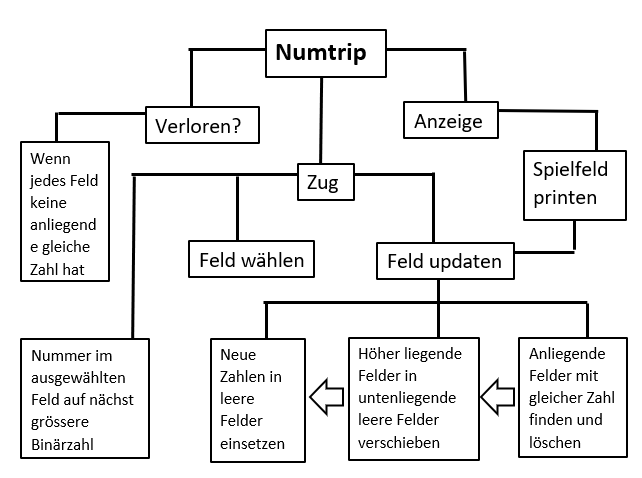 Numtrip
Verloren?
Anzeige
Wenn
jedes Feld
keine
anliegend
e gleiche
Zahl hat
Zug
Spielfeld
printen
Feld wählen
Feld updaten
Nummer im
ausgewählten
Feld auf nächst
grössere
Binärzahl
Neue
Zahlen in
leere
Felder
einsetzen
Höher liegende
Felder in
untenliegende
leere Felder
verschieben
Anliegende
Felder mit
gleicher Zahl
finden und
löschen